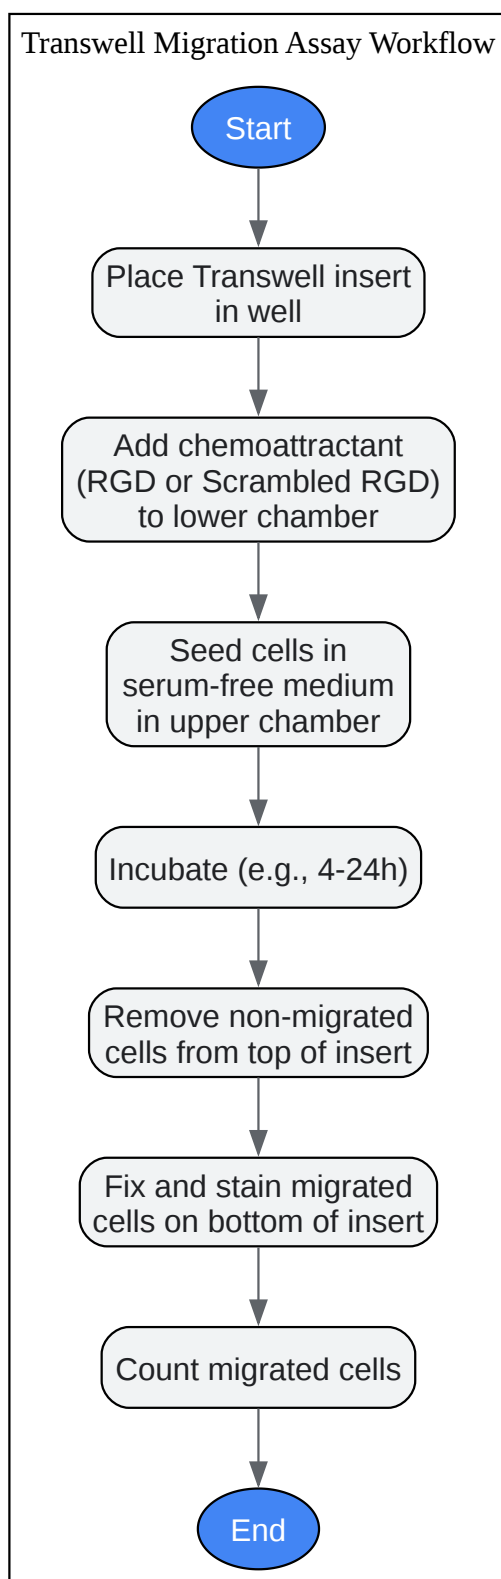 Transwell Migration Assay Workflow
Start
Place Transwell insert
in well
Add chemoattractant
(RGD or Scrambled RGD)
to lower chamber
Seed cells in
serum-free medium
in upper chamber
Incubate (e.g., 4-24h)
Remove non-migrated
cells from top of insert
Fix and stain migrated
cells on bottom of insert
Count migrated cells
End